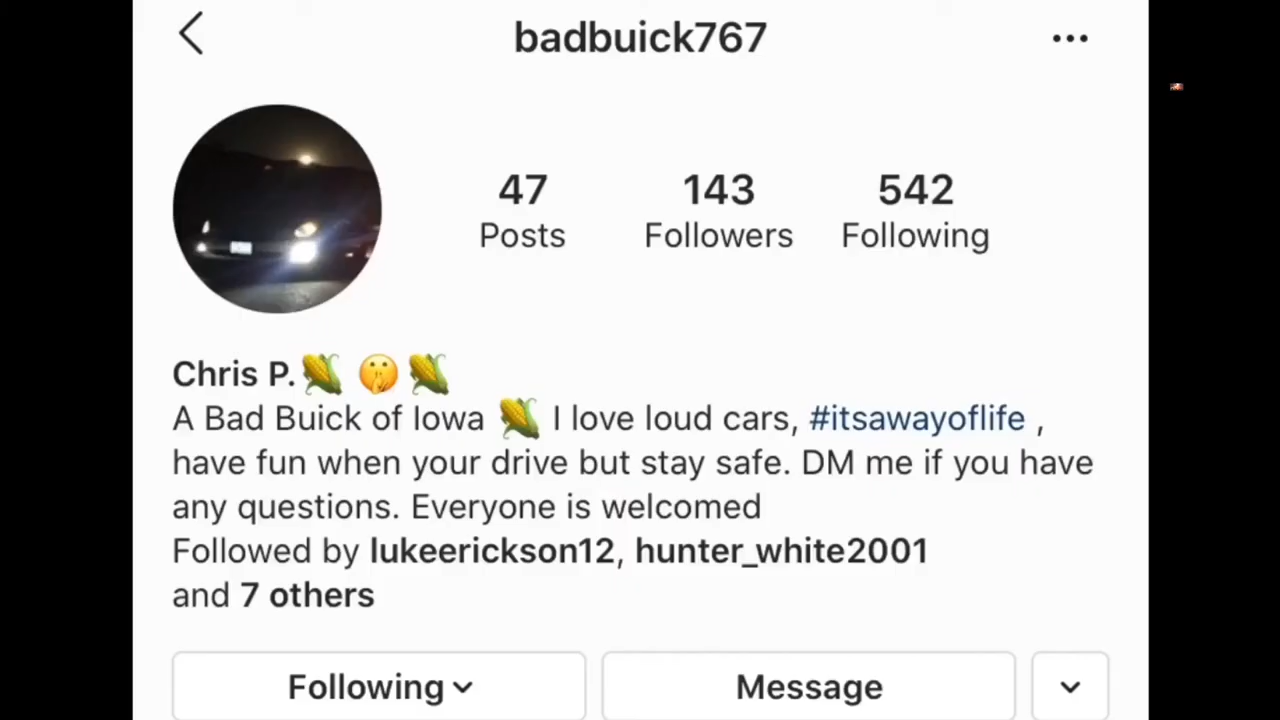 badbuick767
47 143 542
Posts Followers Following
Chris P.🌽 🤫 🌽
A Bad Buick of Iowa 🌽 I love loud cars, #itsawayoflife ,
have fun when your drive but stay safe. DM me if you have
any questions. Everyone is welcomed
Followed by lukeerickson12, hunter_white2001
and 7 others
Following Message